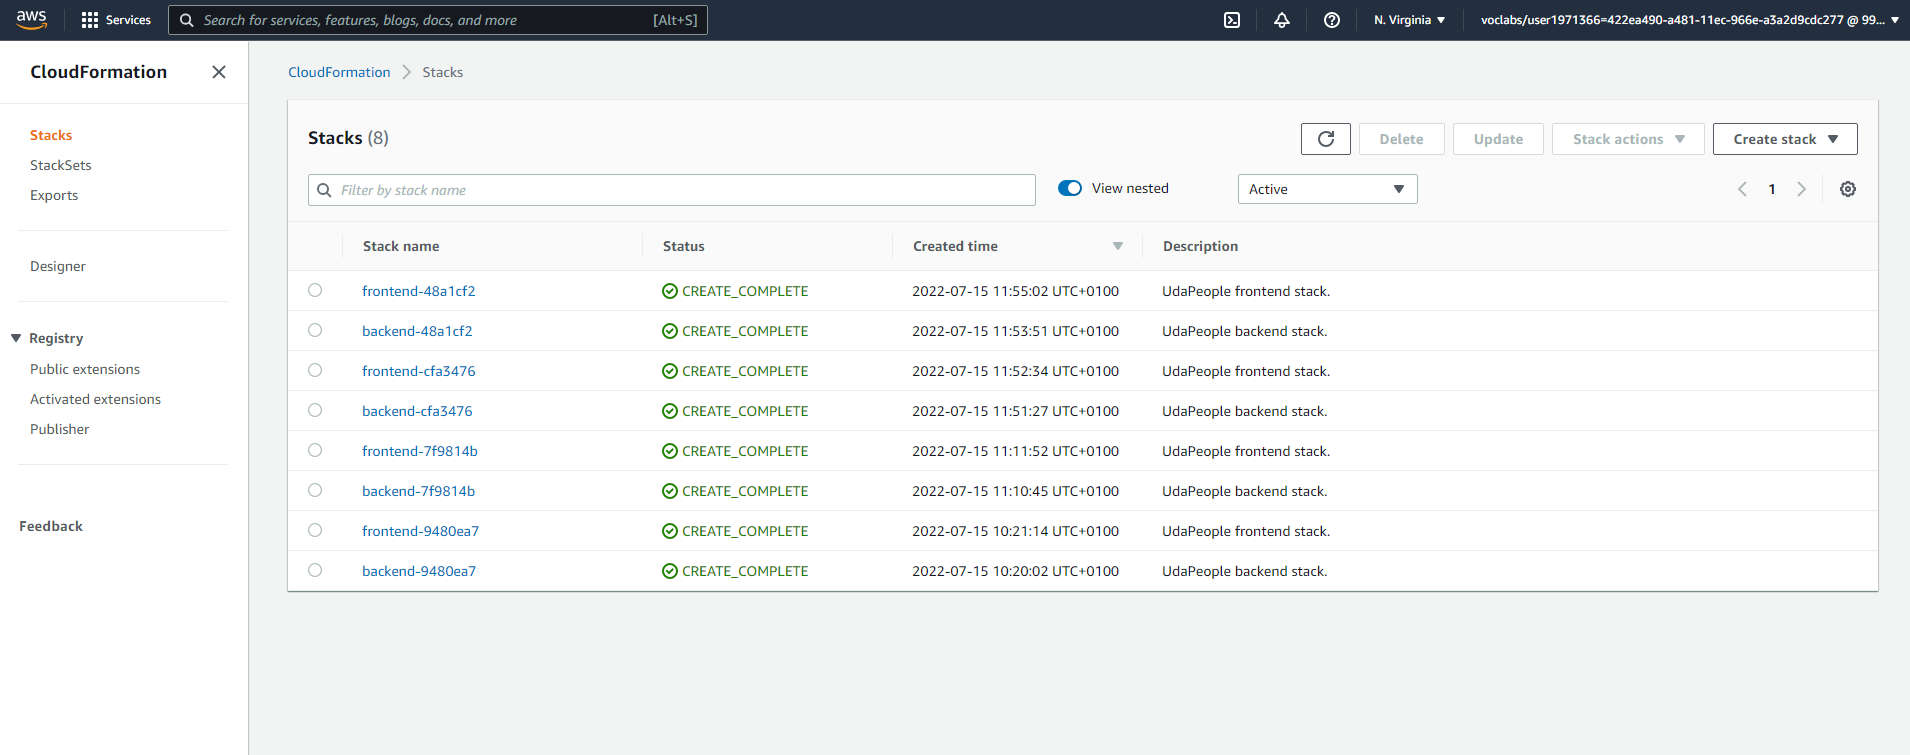 aws Services Search for services, features, blogs, docs, and more [Alt+S] N. Virginia voclabs/user1971366=422ea490-a481-11ec-966e-a3a2d9cdc277 @ 99...
CloudFormation
Stacks
StackSets
Exports
Designer
Registry
Public extensions
Activated extensions
Publisher
Feedback
CloudFormation Stacks
Stacks (8) Delete Update Stack actions Create stack
Filter by stack name View nested Active 1
Stack name Status Created time Description
frontend-48a1cf2 CREATE_COMPLETE 2022-07-15 11:55:02 UTC+0100 UdaPeople frontend stack.
backend-48a1cf2 CREATE_COMPLETE 2022-07-15 11:53:51 UTC+0100 UdaPeople backend stack.
frontend-cfa3476 CREATE_COMPLETE 2022-07-15 11:52:34 UTC+0100 UdaPeople frontend stack.
backend-cfa3476 CREATE_COMPLETE 2022-07-15 11:51:27 UTC+0100 UdaPeople backend stack.
frontend-7f9814b CREATE_COMPLETE 2022-07-15 11:11:52 UTC+0100 UdaPeople frontend stack.
backend-7f9814b CREATE_COMPLETE 2022-07-15 11:10:45 UTC+0100 UdaPeople backend stack.
frontend-9480ea7 CREATE_COMPLETE 2022-07-15 10:21:14 UTC+0100 UdaPeople frontend stack.
backend-9480ea7 CREATE_COMPLETE 2022-07-15 10:20:02 UTC+0100 UdaPeople backend stack.